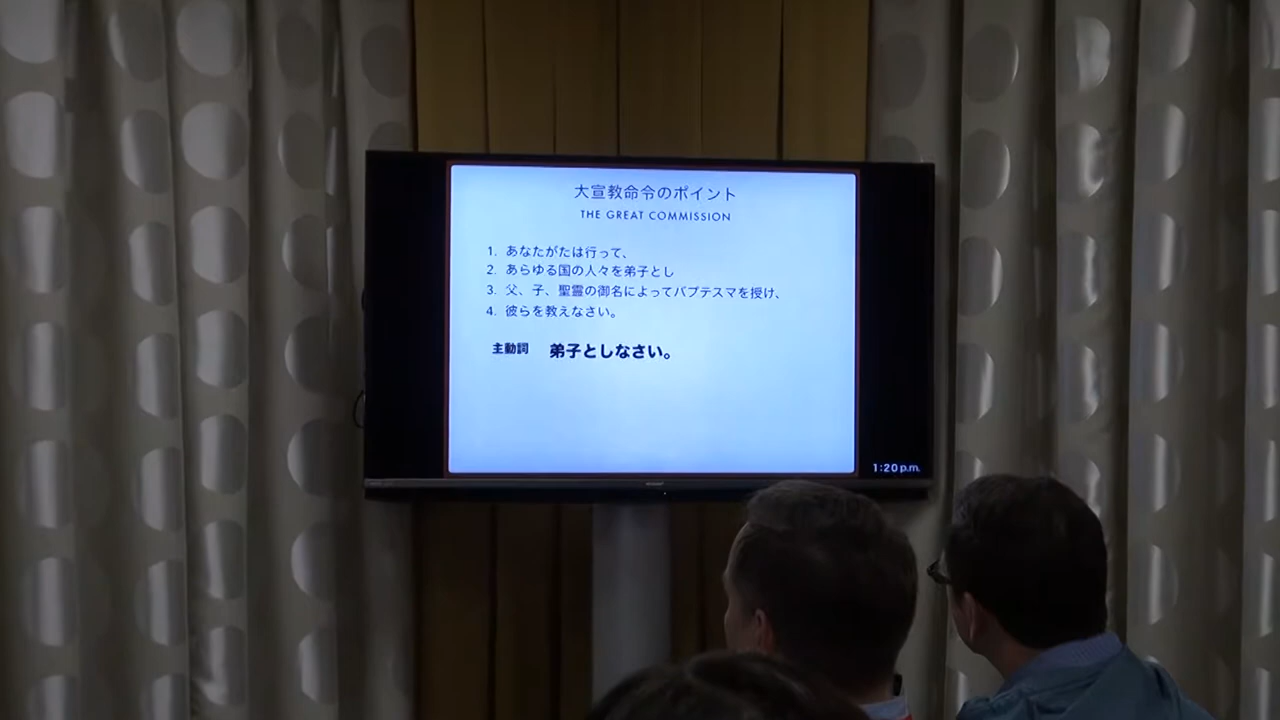 大宣教命令のポイント
THE GREAT COMMISSION
1. あなたがたは行って、
2. あらゆる国の人々を弟子とし
3. 父、子、聖霊の御名によってバプテスマを授け、
4. 彼らを教えなさい。
主動詞 弟子としなさい。
1:20 p.m.